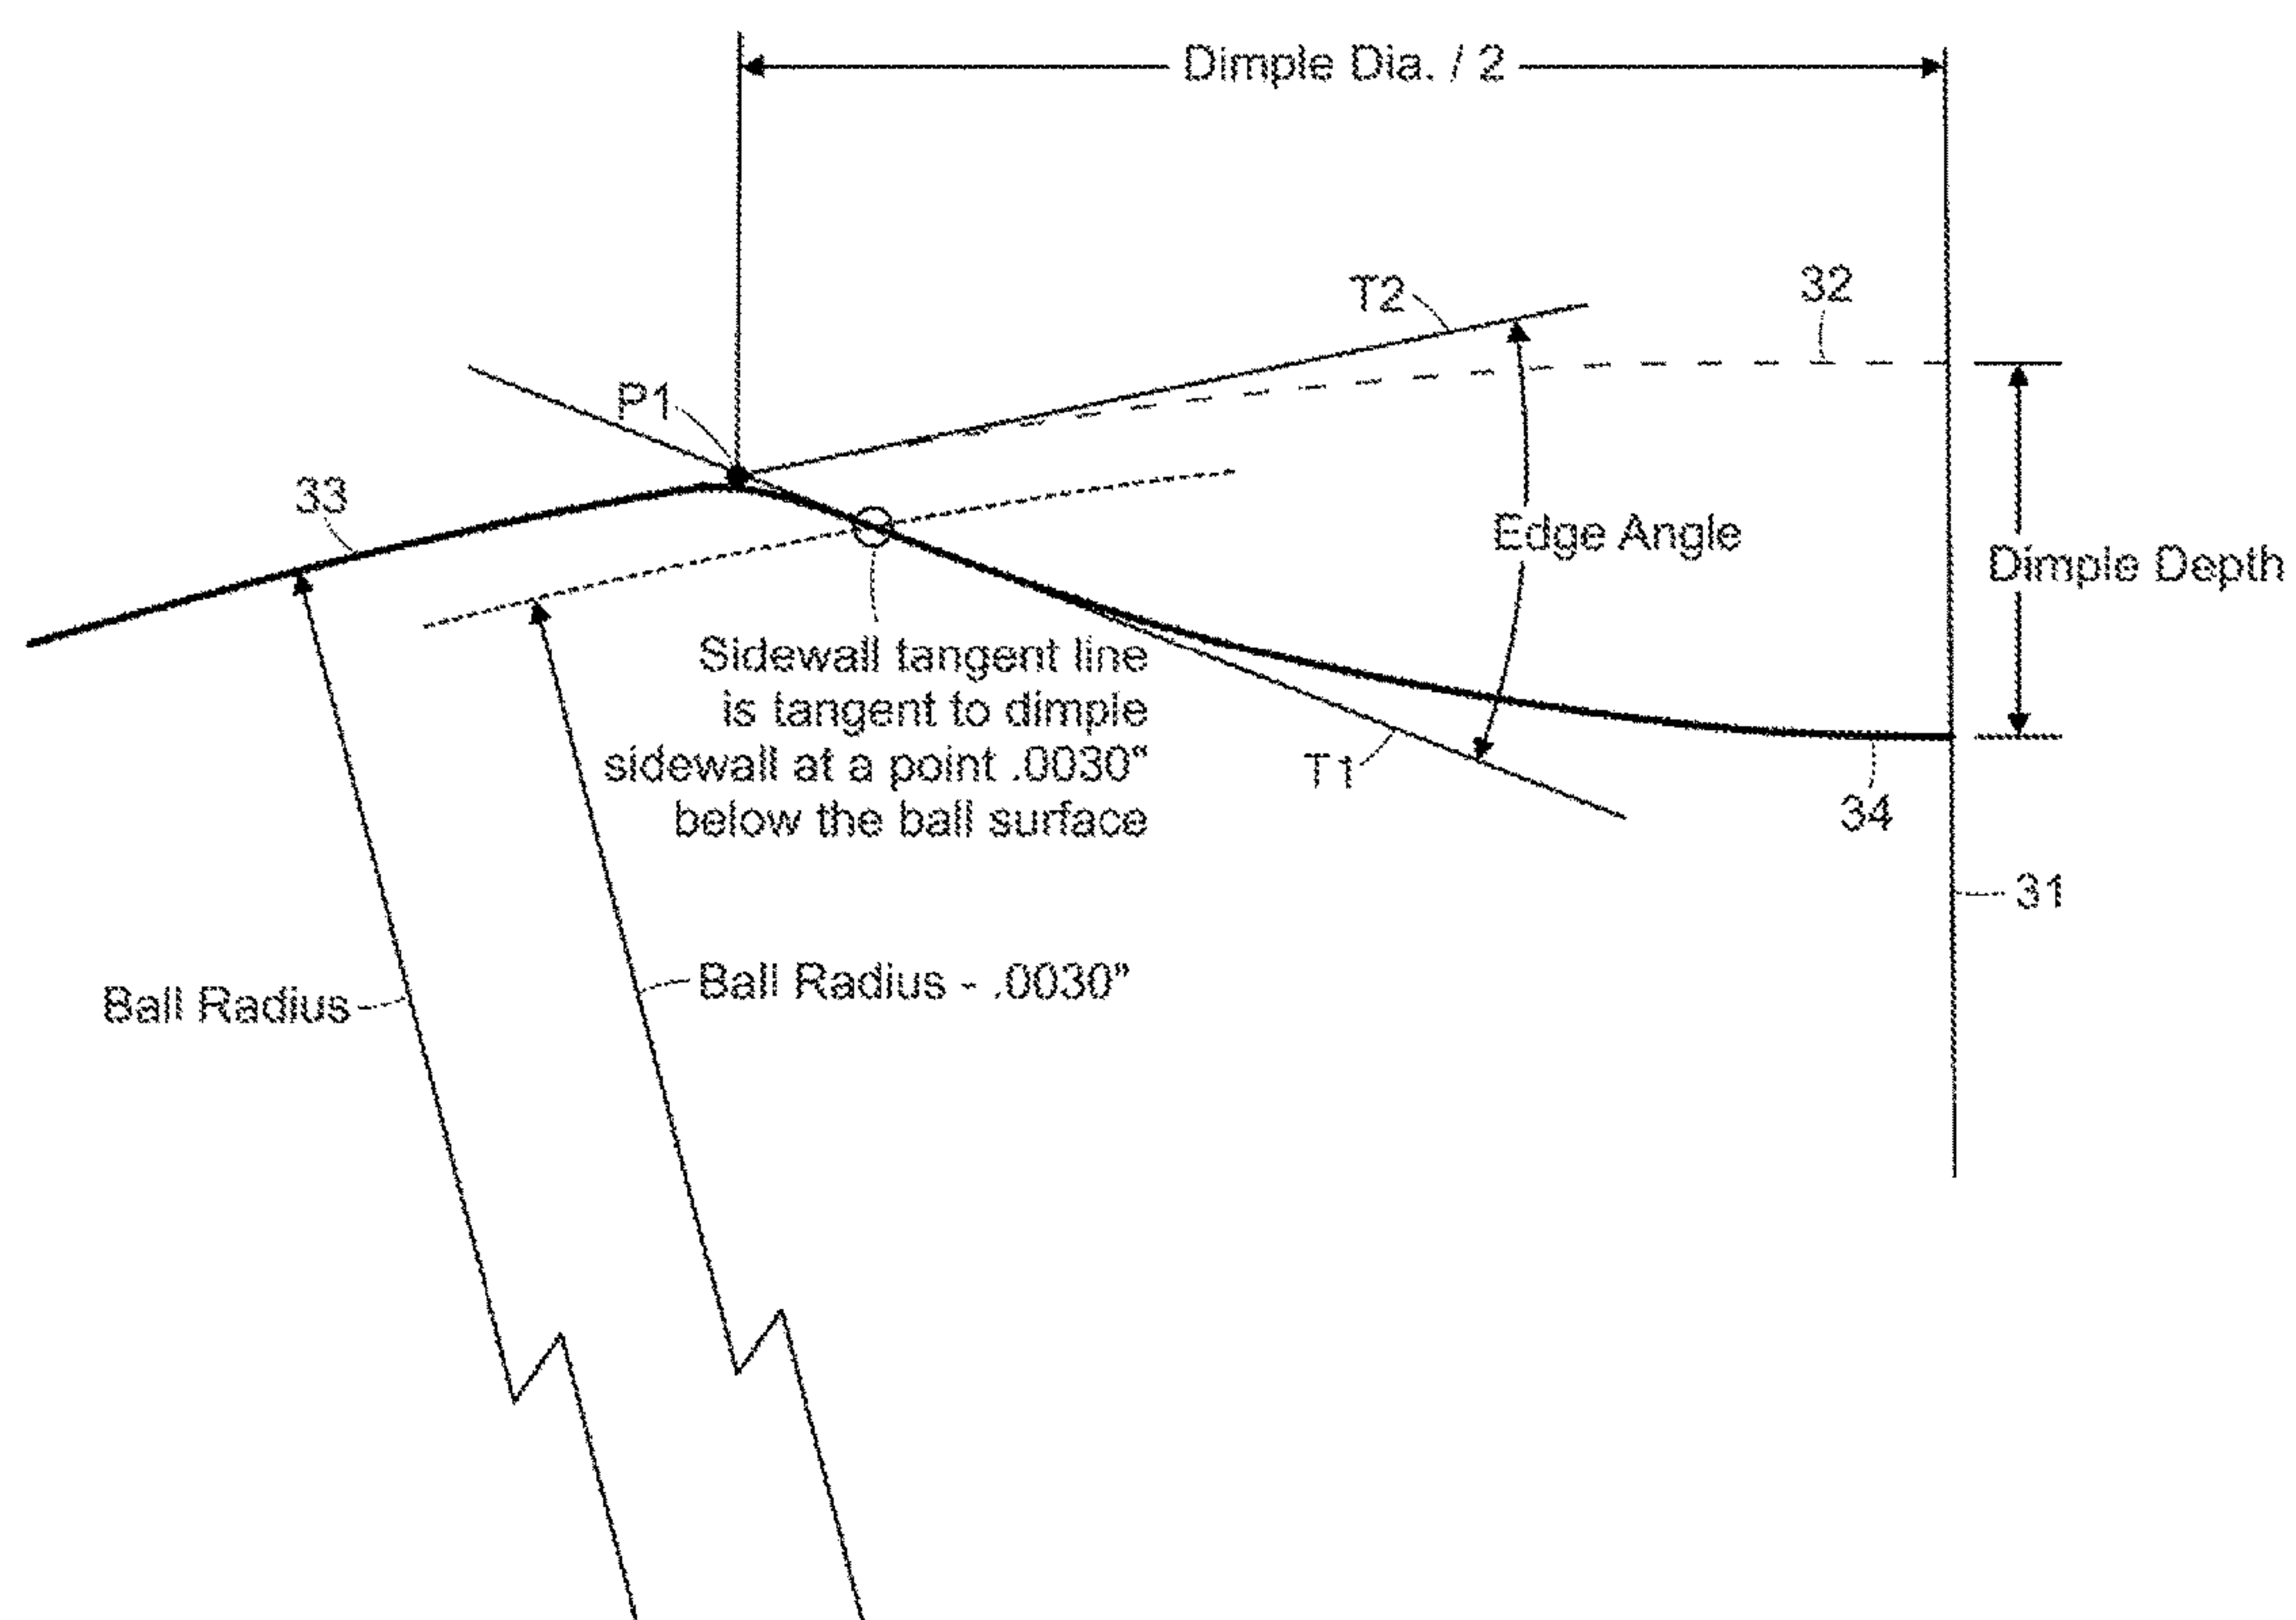 Dimple Dia. / 2
T2
32
P1
33
Edge Angle
Dimple Depth
Sidewall tangent line
is tangent to dimple
sidewall at a point .0030"
below the ball surface
T1
34
31
Ball Radius - .0030"
Ball Radius